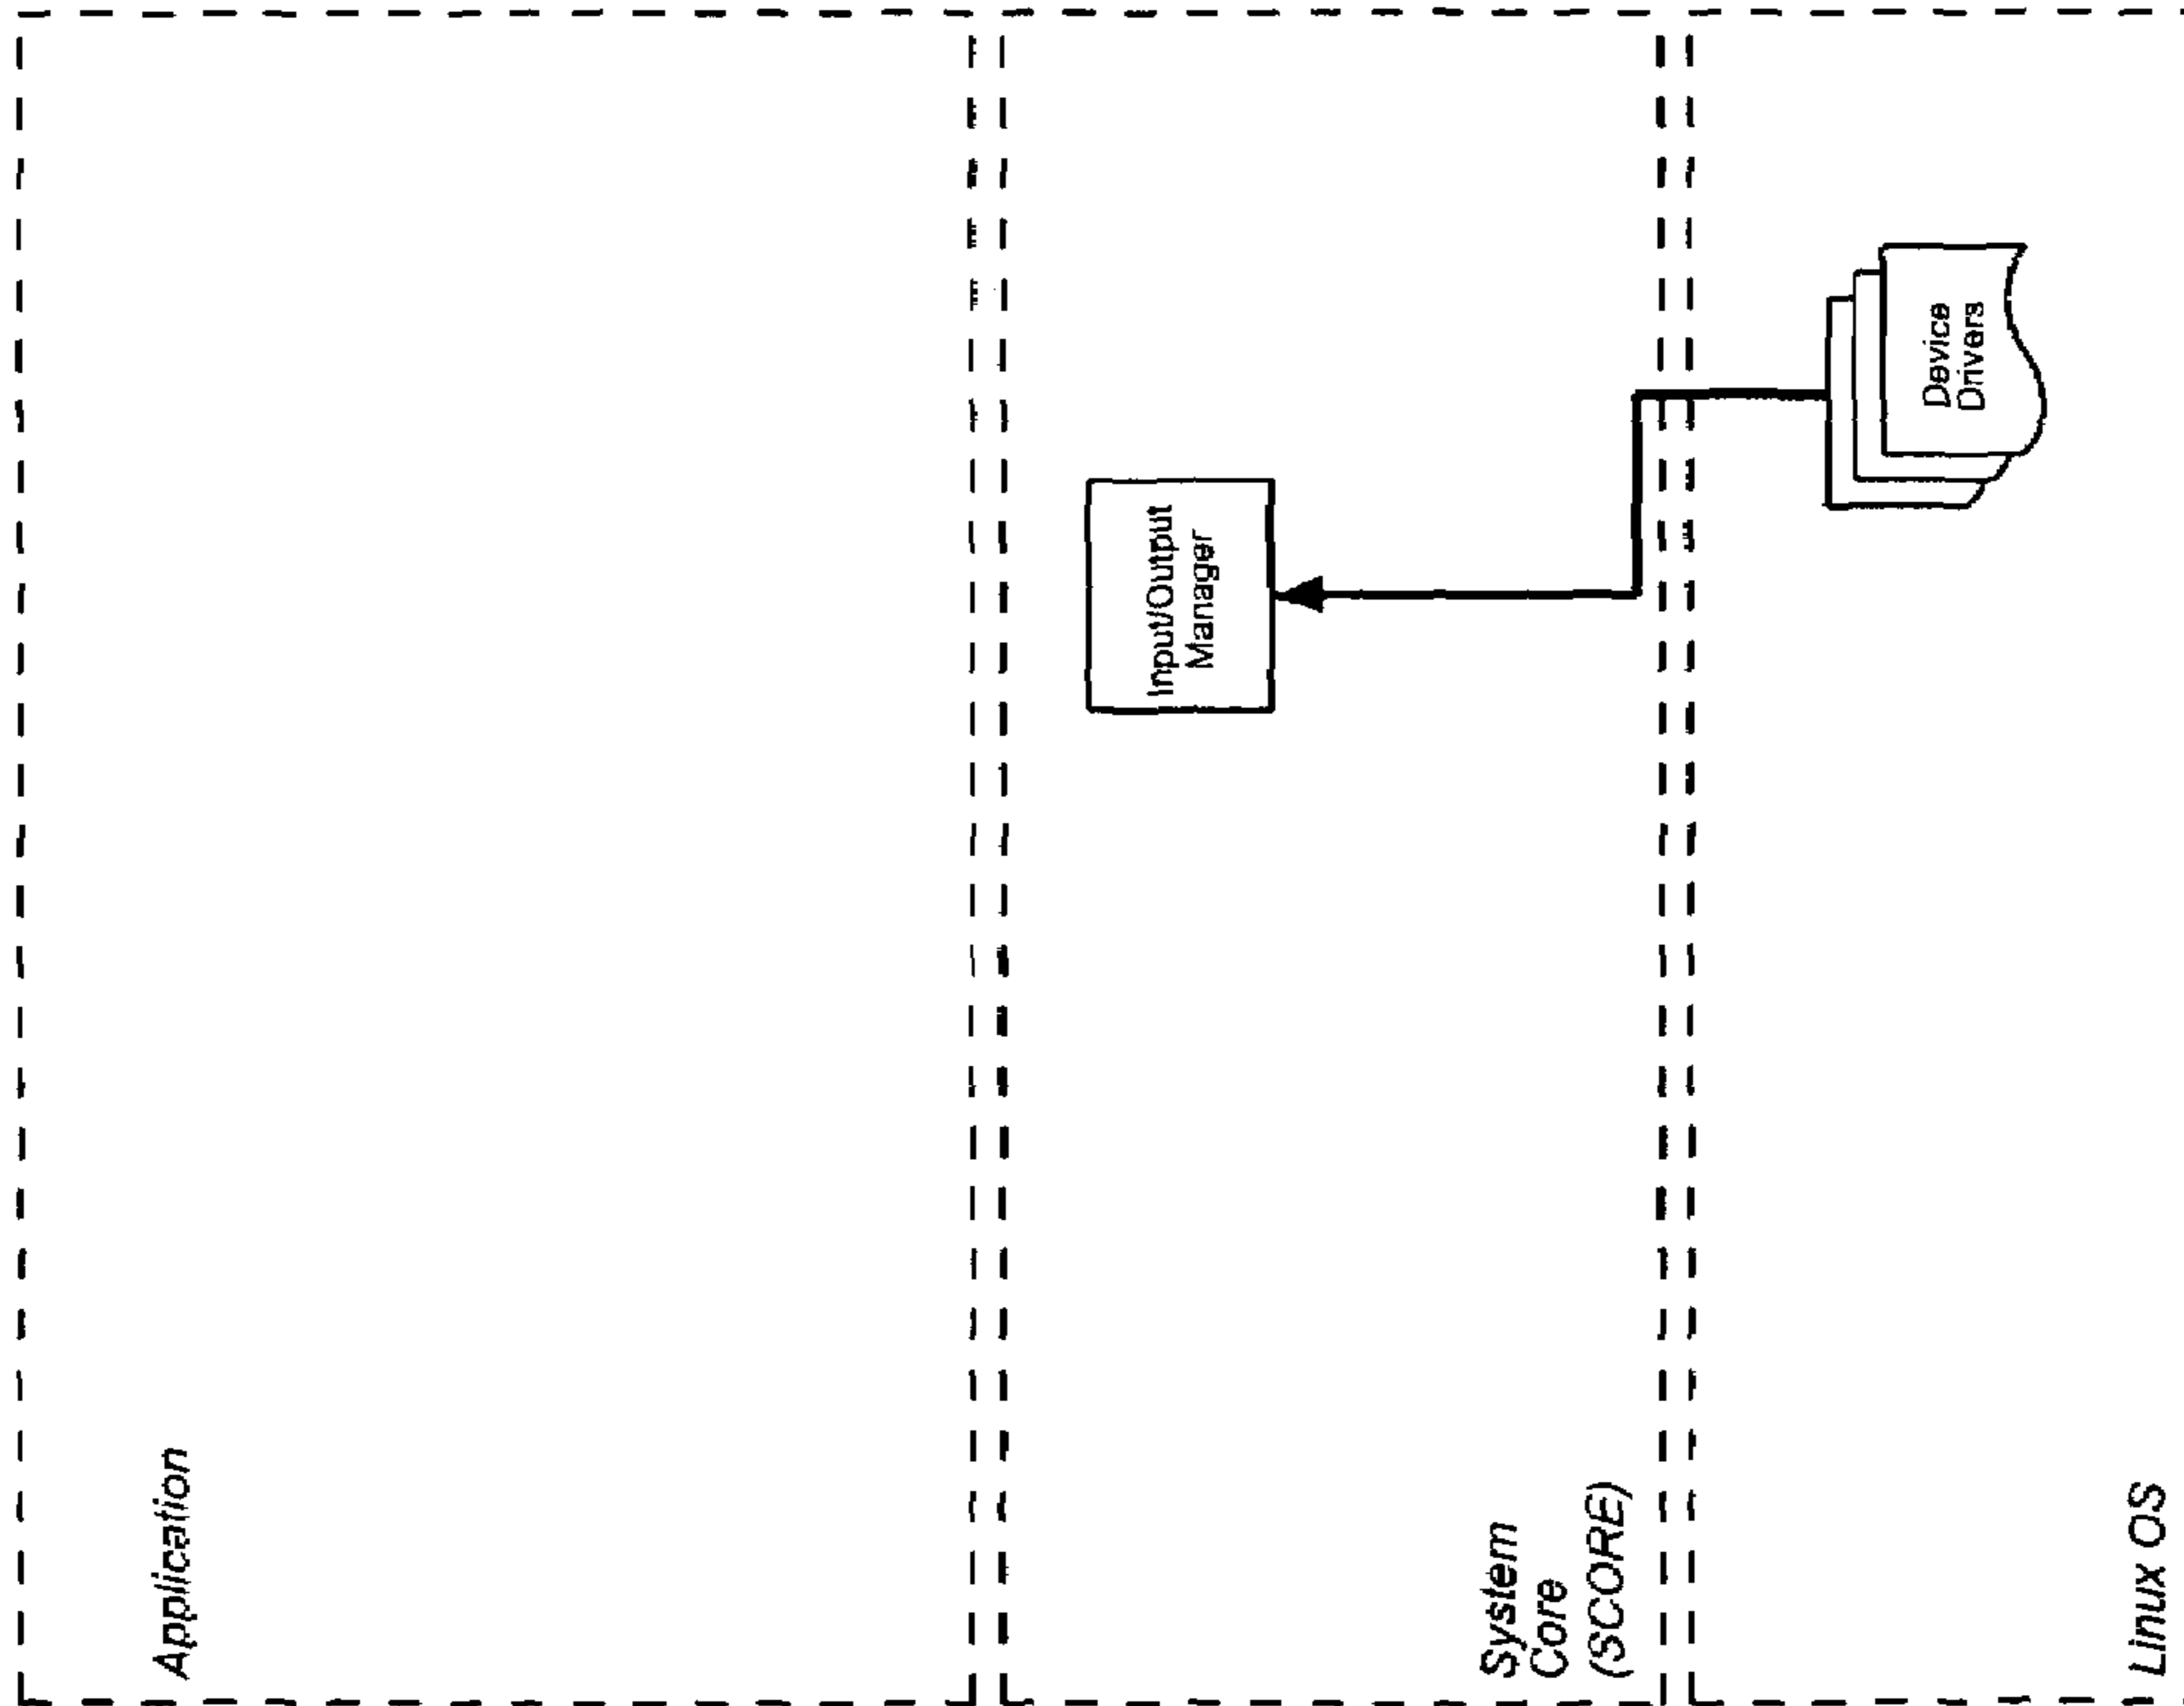 Application
Input/Output
Manager
System
Core
(SCORE)
Device
Drivers
Linux OS